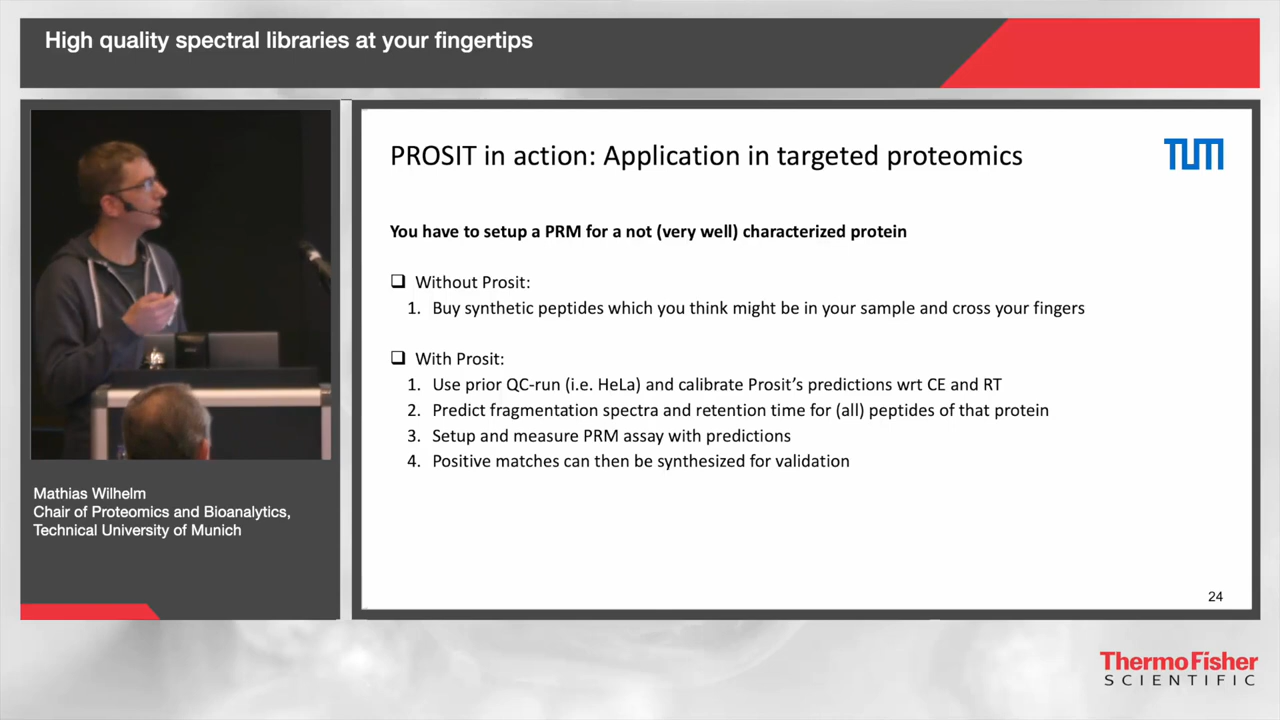 High quality spectral libraries at your fingertips
PROSIT in action: Application in targeted proteomics
TUM
You have to setup a PRM for a not (very well) characterized protein
❑ Without Prosit:
1. Buy synthetic peptides which you think might be in your sample and cross your fingers
❑ With Prosit:
1. Use prior QC-run (i.e. HeLa) and calibrate Prosit’s predictions wrt CE and RT
2. Predict fragmentation spectra and retention time for (all) peptides of that protein
3. Setup and measure PRM assay with predictions
4. Positive matches can then be synthesized for validation
24
Mathias Wilhelm
Chair of Proteomics and Bioanalytics,
Technical University of Munich
ThermoFisher
SCIENTIFIC